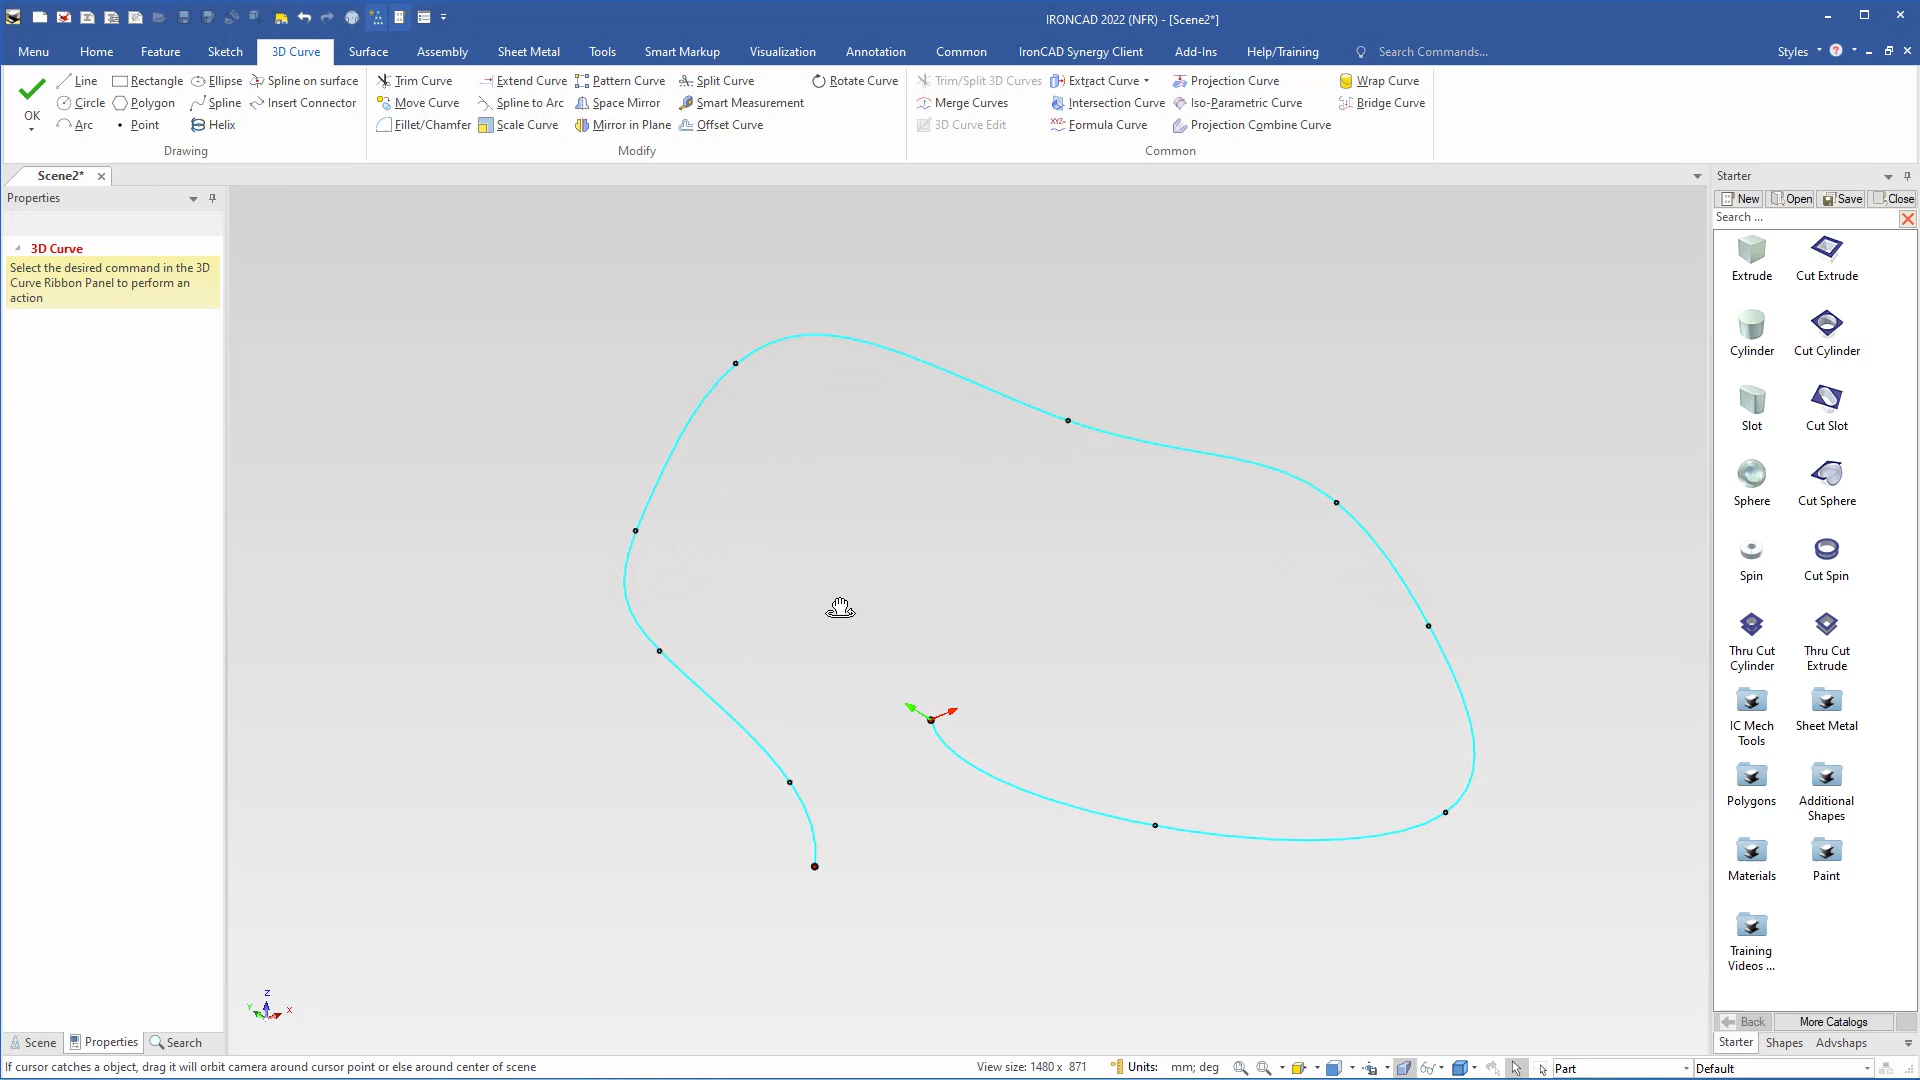 IRONCAD 2022 (NFR) - [Scene2*]
Menu Home Feature Sketch 3D Curve Surface Assembly Sheet Metal Tools Smart Markup Visualization Annotation Common IronCAD Synergy Client Add-Ins Help/Training Search Commands... Styles
Line Rectangle Ellipse Spline on surface Trim Curve Extend Curve Pattern Curve Split Curve Rotate Curve Trim/Split 3D Curves Extract Curve Projection Curve Wrap Curve
OK Circle Polygon Spline Insert Connector Move Curve Spline to Arc Space Mirror Smart Measurement Merge Curves Intersection Curve Iso-Parametric Curve Bridge Curve
Arc Point Helix Fillet/Chamfer Scale Curve Mirror in Plane Offset Curve 3D Curve Edit XYZ= Formula Curve Projection Combine Curve
Drawing Modify Common
Scene2*
Properties
3D Curve
Select the desired command in the 3D
Curve Ribbon Panel to perform an
action
Z
Y
X
Starter
New Open Save Close
Search ...
Extrude Cut Extrude
Cylinder Cut Cylinder
Slot Cut Slot
Sphere Cut Sphere
Spin Cut Spin
Thru Cut Thru Cut
Cylinder Extrude
IC Mech Sheet Metal
Tools
Polygons Additional
Shapes
Materials Paint
Training
Videos ...
Back More Catalogs
Scene Properties Search
Starter Shapes Advshaps
If cursor catches a object, drag it will orbit camera around cursor point or else around center of scene View size: 1480 x 871 Units: mm; deg Part Default